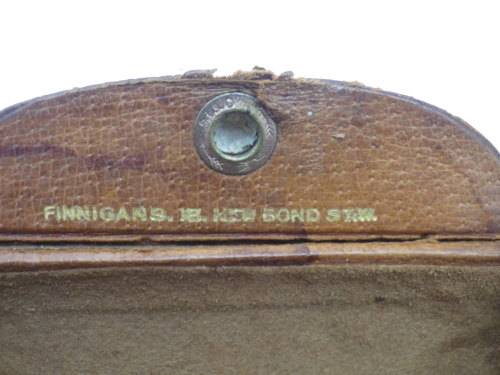 FINNIGANS. 18. NEW BOND ST.W.